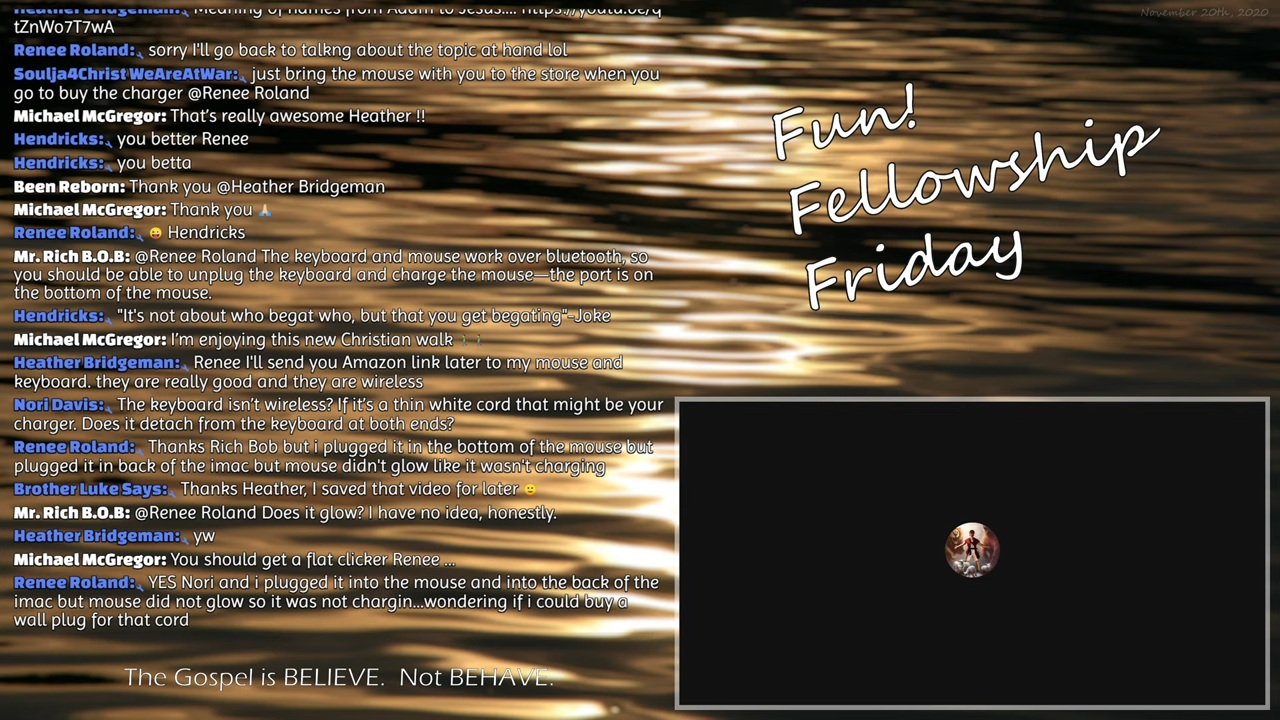 Heather Bridgeman: Meaning of names from Adam to Jesus.... https://youtu.be/q
tZnWo7T7wA
Renee Roland: sorry I'll go back to talkng about the topic at hand lol
Soulja4Christ WeAreAtWar: just bring the mouse with you to the store when you
go to buy the charger @Renee Roland
Michael McGregor: That's really awesome Heather !!
Hendricks: you better Renee
Hendricks: you betta
Been Reborn: Thank you @Heather Bridgeman
Michael McGregor: Thank you 🙏🏻
Renee Roland: 😜 Hendricks
Mr. Rich B.O.B: @Renee Roland The keyboard and mouse work over bluetooth, so
you should be able to unplug the keyboard and charge the mouse—the port is on
the bottom of the mouse.
Hendricks: "It's not about who begat who, but that you get begating"-Joke
Michael McGregor: I'm enjoying this new Christian walk
Heather Bridgeman: Renee I'll send you Amazon link later to my mouse and
keyboard. they are really good and they are wireless
Nori Davis: The keyboard isn't wireless? If it's a thin white cord that might be your
charger. Does it detach from the keyboard at both ends?
Renee Roland: Thanks Rich Bob but i plugged it in the bottom of the mouse but
plugged it in back of the imac but mouse didn't glow like it wasn't charging
Brother Luke Says: Thanks Heather, I saved that video for later 🙂
Mr. Rich B.O.B: @Renee Roland Does it glow? I have no idea, honestly.
Heather Bridgeman: yw
Michael McGregor: You should get a flat clicker Renee ...
Renee Roland: YES Nori and i plugged it into the mouse and into the back of the
imac but mouse did not glow so it was not chargin...wondering if i could buy a
wall plug for that cord
The Gospel is BELIEVE. Not BEHAVE.
November 20th, 2020
Fun!
Fellowship
Friday